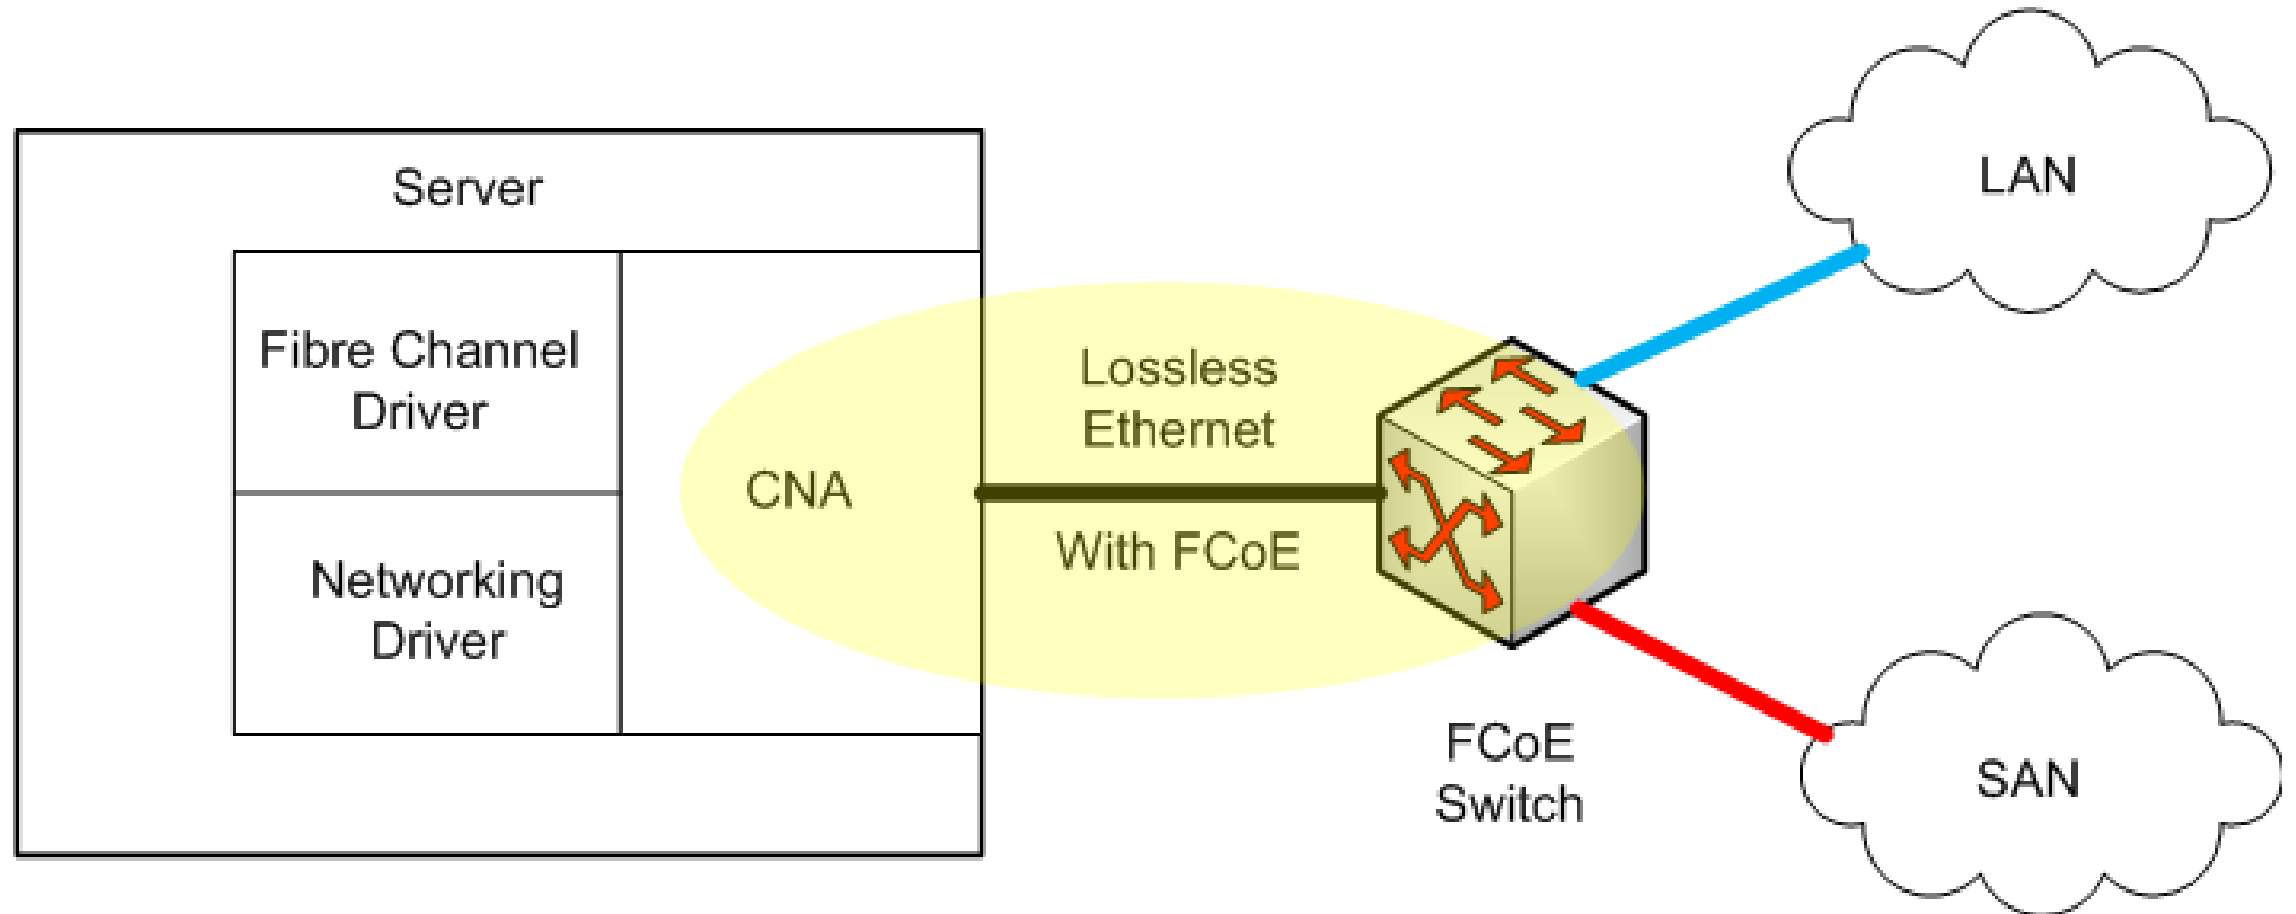 Server
Fibre Channel
Driver
Networking
Driver
CNA
Lossless
Ethernet
With FCoE
FCoE
Switch
LAN
SAN